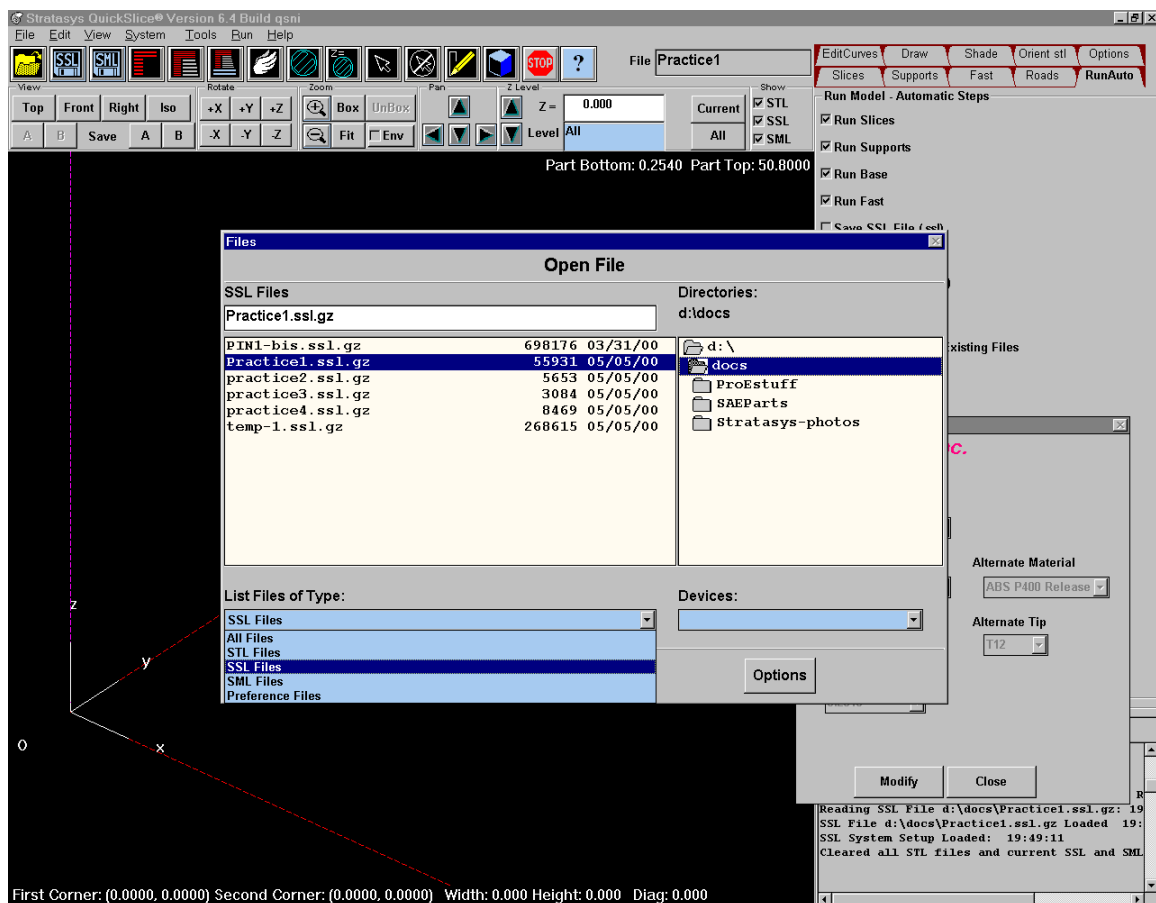 Stratasys QuickSlice® Version 6.4 Build qsni
File Edit View System Tools Run Help
SSL SML Z= STOP ? File Practice1
EditCurves Draw Shade Orient stl Options
Slices Supports Fast Roads RunAuto
View Rotate Zoom Pan Z Level Show
Top Front Right Iso +X +Y +Z Box UnBox Z= 0.000 Current STL
SSL
A B Save A B -X -Y -Z Fit Env Level All All SML
Run Model - Automatic Steps
Run Slices
Run Supports
Run Base
Run Fast
Save SSL File (.ssl)
Part Bottom: 0.2540 Part Top: 50.8000
Files
Open File
SSL Files Directories:
Practice1.ssl.gz d:\docs
PIN1-bis.ssl.gz 698176 03/31/00 d:\
Practice1.ssl.gz 55931 05/05/00 docs
practice2.ssl.gz 5653 05/05/00 ProEstuff
practice3.ssl.gz 3084 05/05/00 SAEParts
practice4.ssl.gz 8469 05/05/00 Stratasys-photos
temp-1.ssl.gz 268615 05/05/00
List Files of Type: Devices:
SSL Files
All Files
STL Files
SSL Files
SML Files
Preference Files
Options
xisting Files
C.
Alternate Material
ABS P400 Release
Alternate Tip
T12
Modify Close
z
y
x
O
R
Reading SSL File d:\docs\Practice1.ssl.gz: 19
SSL File d:\docs\Practice1.ssl.gz Loaded 19:
SSL System Setup Loaded: 19:49:11
Cleared all STL files and current SSL and SML
First Corner: (0.0000, 0.0000) Second Corner: (0.0000, 0.0000) Width: 0.000 Height: 0.000 Diag: 0.000